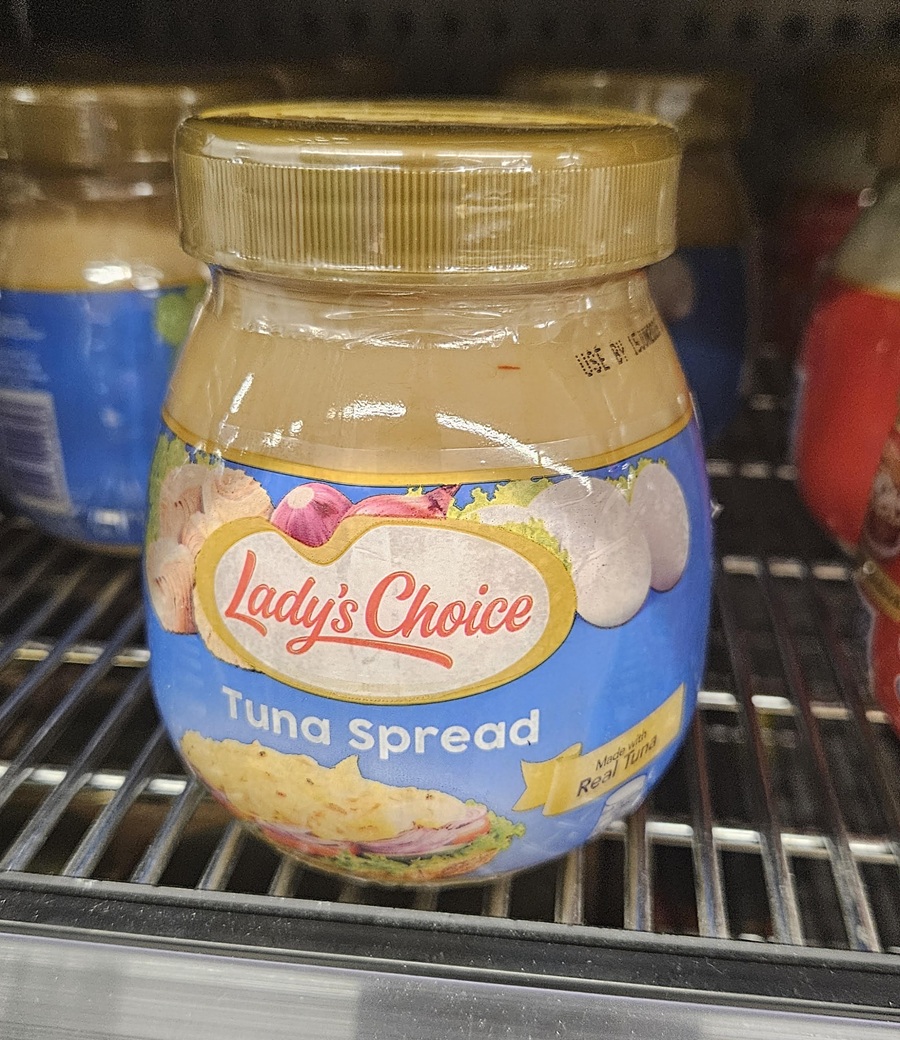 USE BY
Lady's Choice
Tuna Spread
Made with
Real Tuna